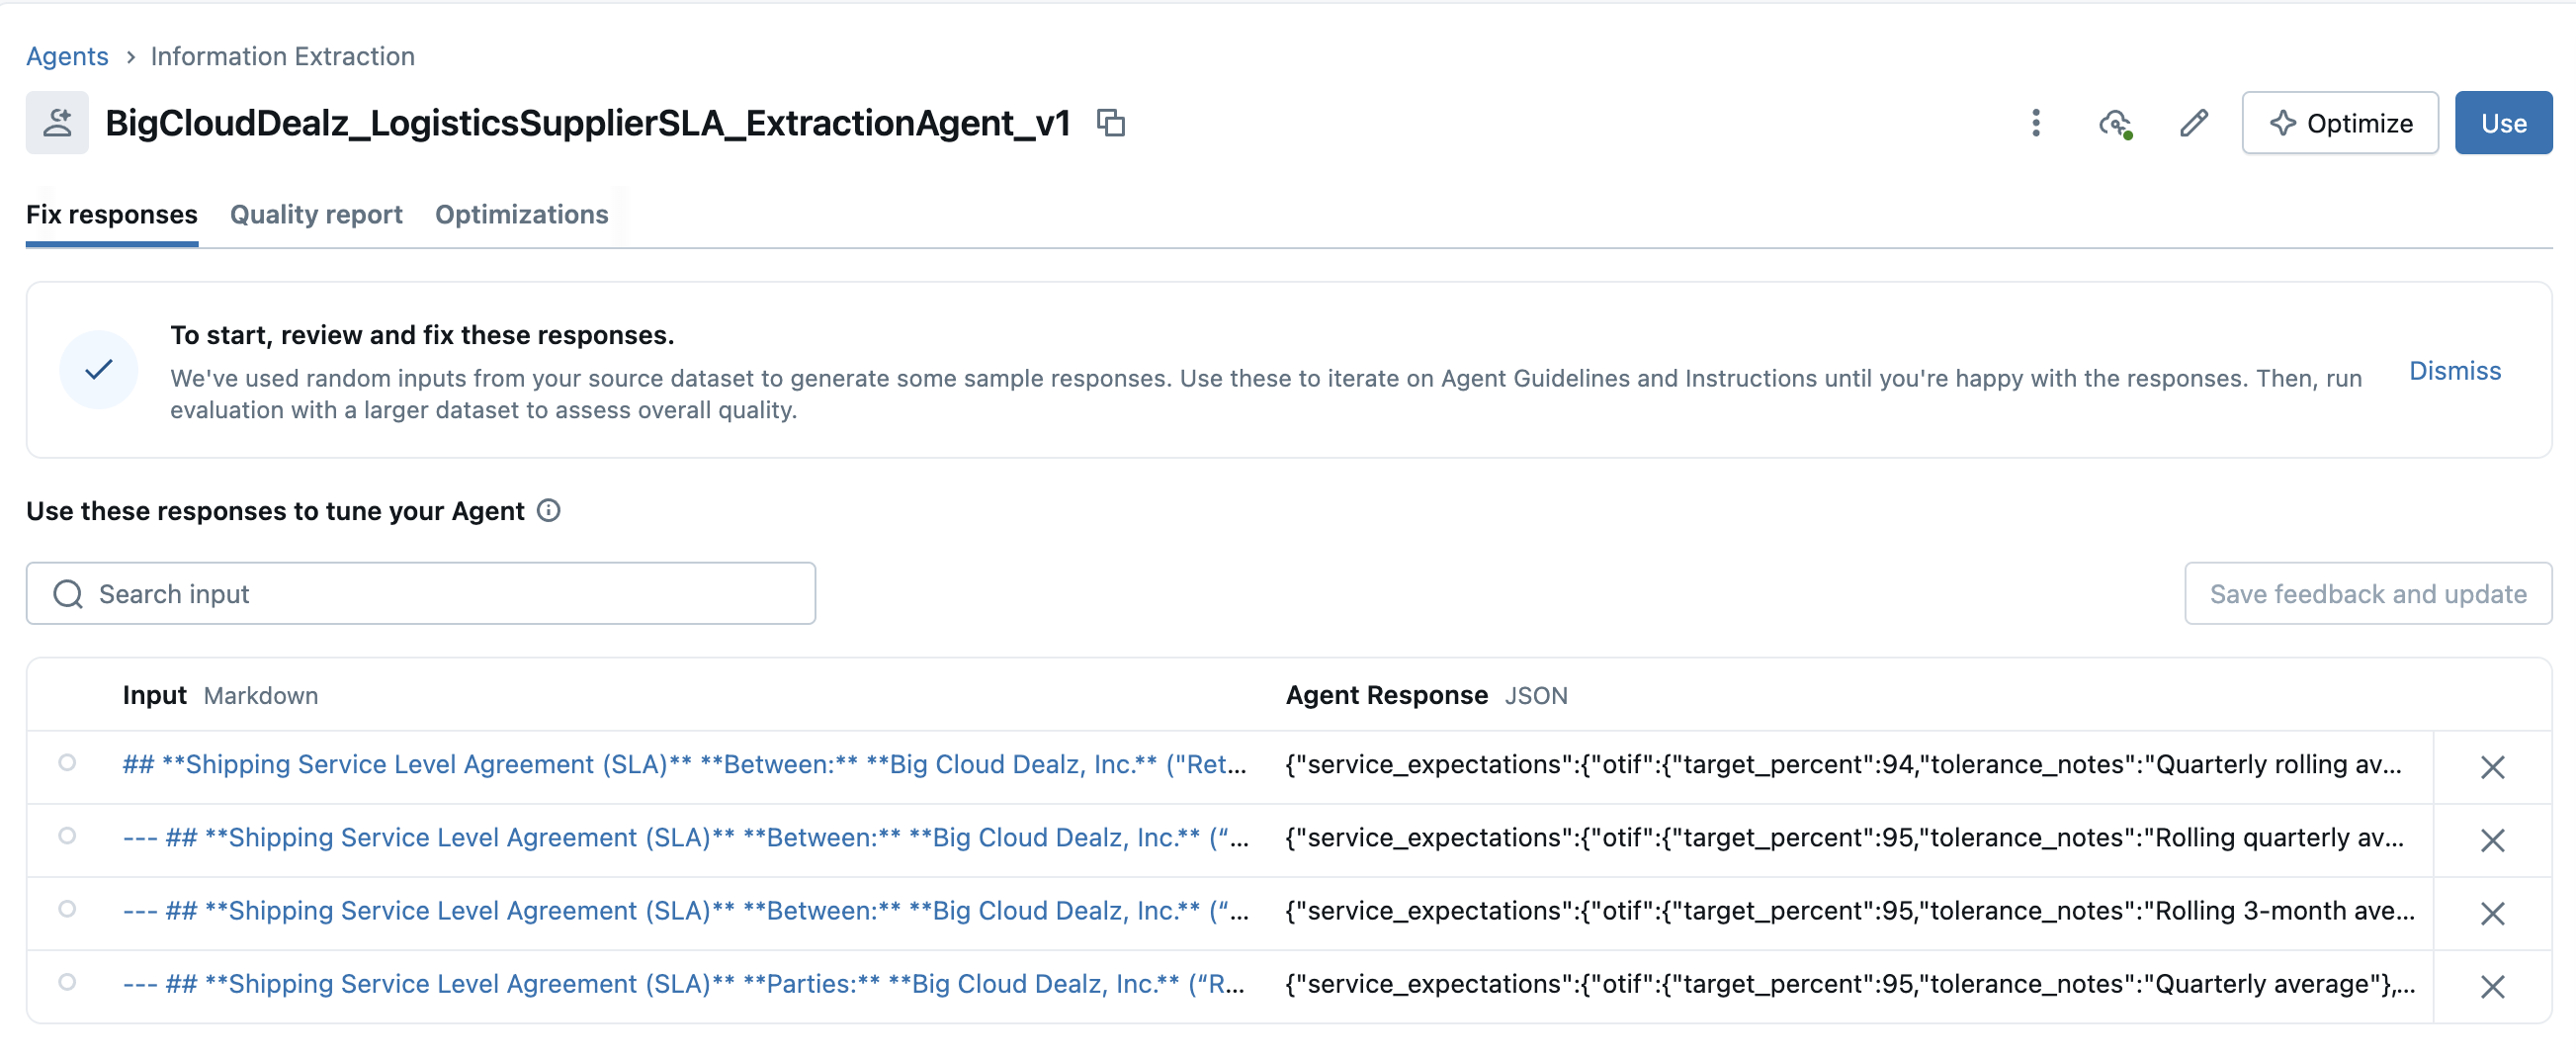 Agents > Information Extraction
BigCloudDealz_LogisticsSupplierSLA_ExtractionAgent_v1
Optimize
Use
Fix responses Quality report Optimizations
To start, review and fix these responses.
We've used random inputs from your source dataset to generate some sample responses. Use these to iterate on Agent Guidelines and Instructions until you're happy with the responses. Then, run
evaluation with a larger dataset to assess overall quality.
Dismiss
Use these responses to tune your Agent
Search input
Save feedback and update
Input Markdown Agent Response JSON
## **Shipping Service Level Agreement (SLA)** **Between:** **Big Cloud Dealz, Inc.** ("Ret... {"service_expectations":{"otif":{"target_percent":94,"tolerance_notes":"Quarterly rolling av...
--- ## **Shipping Service Level Agreement (SLA)** **Between:** **Big Cloud Dealz, Inc.** (“... {"service_expectations":{"otif":{"target_percent":95,"tolerance_notes":"Rolling quarterly av...
--- ## **Shipping Service Level Agreement (SLA)** **Between:** **Big Cloud Dealz, Inc.** (“... {"service_expectations":{"otif":{"target_percent":95,"tolerance_notes":"Rolling 3-month ave...
--- ## **Shipping Service Level Agreement (SLA)** **Parties:** **Big Cloud Dealz, Inc.** (“R... {"service_expectations":{"otif":{"target_percent":95,"tolerance_notes":"Quarterly average"},...